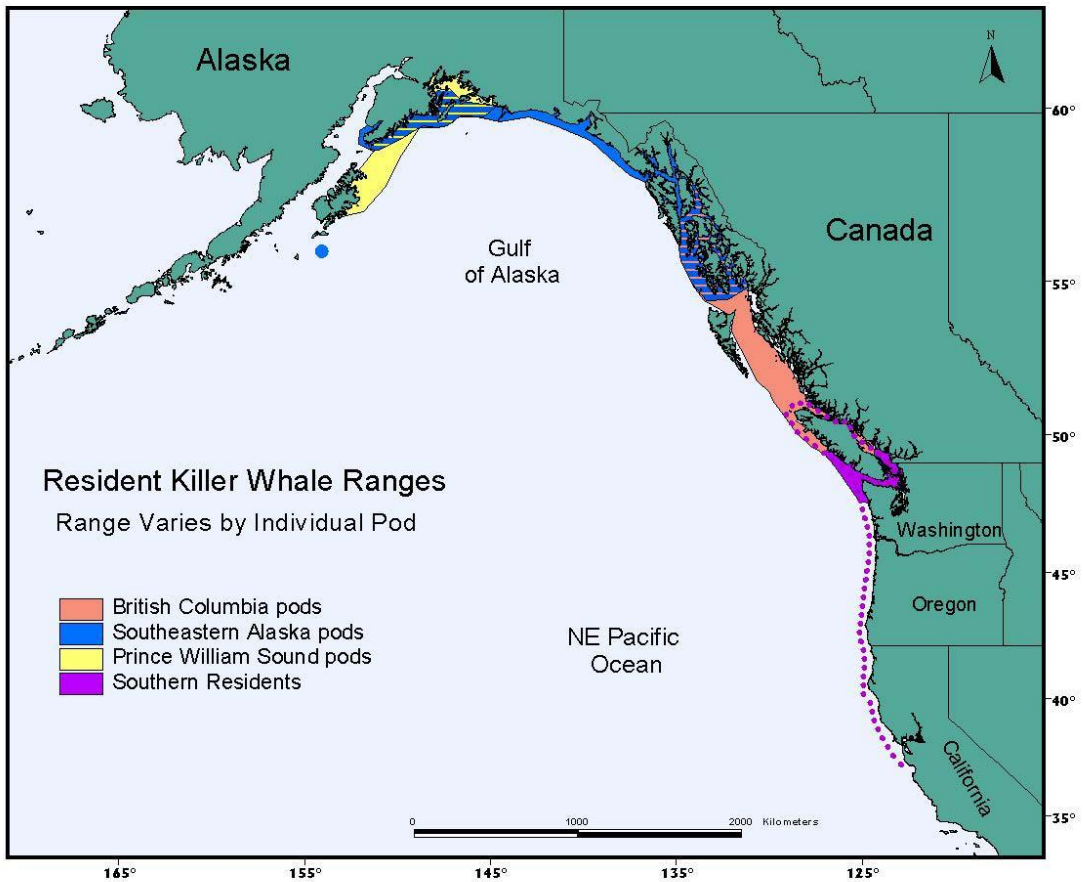 Alaska
N
60°
Canada
Gulf
of Alaska
55°
50°
Resident Killer Whale Ranges
Range Varies by Individual Pod
Washington
45°
British Columbia pods
Southeastern Alaska pods
Prince William Sound pods
Southern Residents
Oregon
NE Pacific
Ocean
40°
California
0 1000 2000 Kilometers
35°
165° 155° 145° 135° 125°